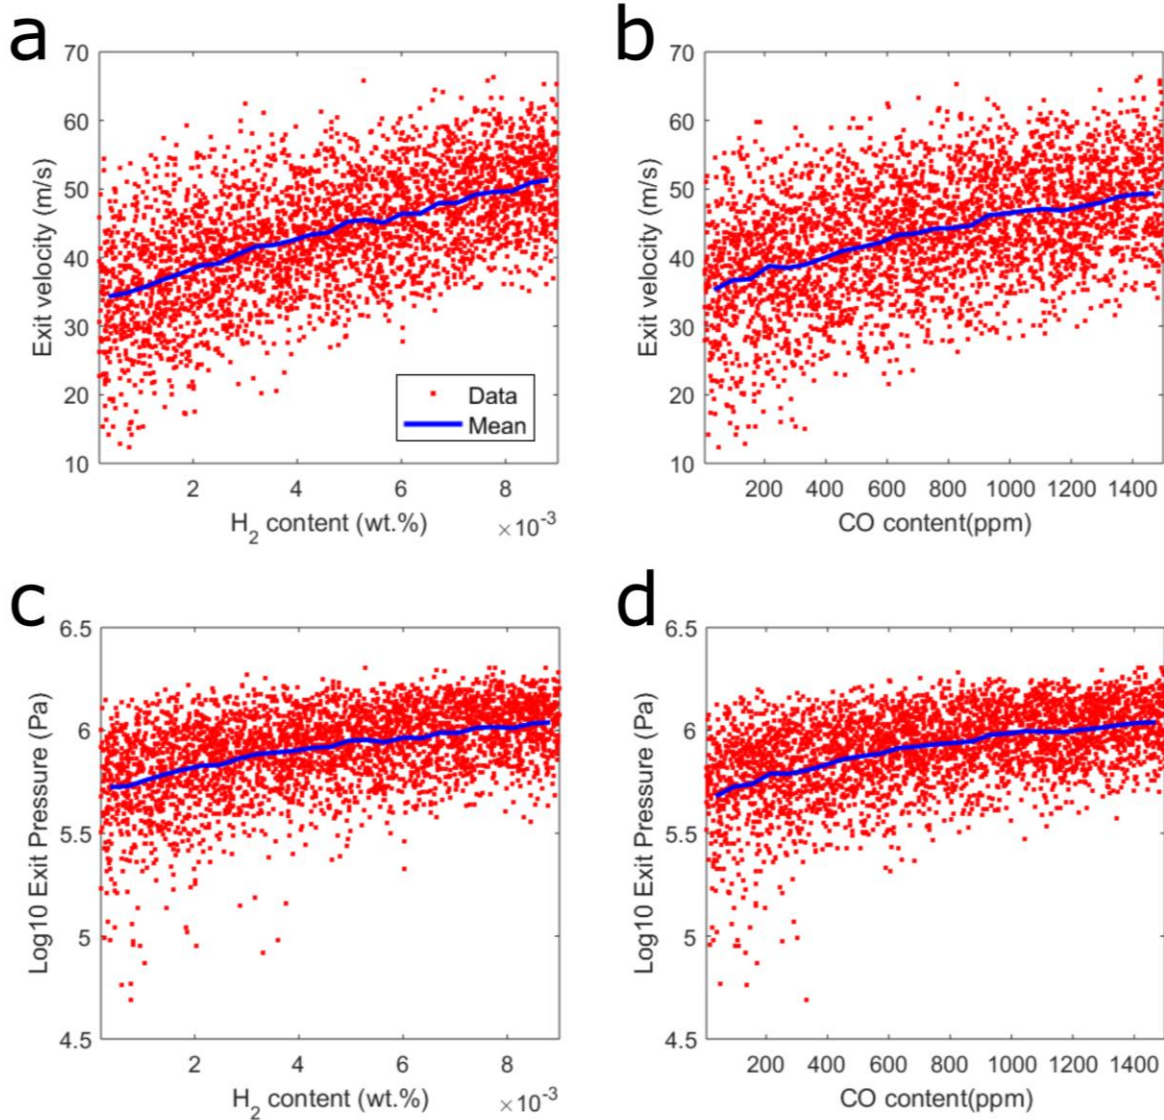 a
70
60
50
40
30
20
10
Exit velocity (m/s)
Data
Mean
2 4 6 8
H2 content (wt.%) ×10-3
b
70
60
50
40
30
20
10
Exit velocity (m/s)
200 400 600 800 1000 1200 1400
CO content(ppm)
c
6.5
6
5.5
5
4.5
Log10 Exit Pressure (Pa)
2 4 6 8
H2 content (wt.%) ×10-3
d
6.5
6
5.5
5
4.5
Log10 Exit Pressure (Pa)
200 400 600 800 1000 1200 1400
CO content(ppm)